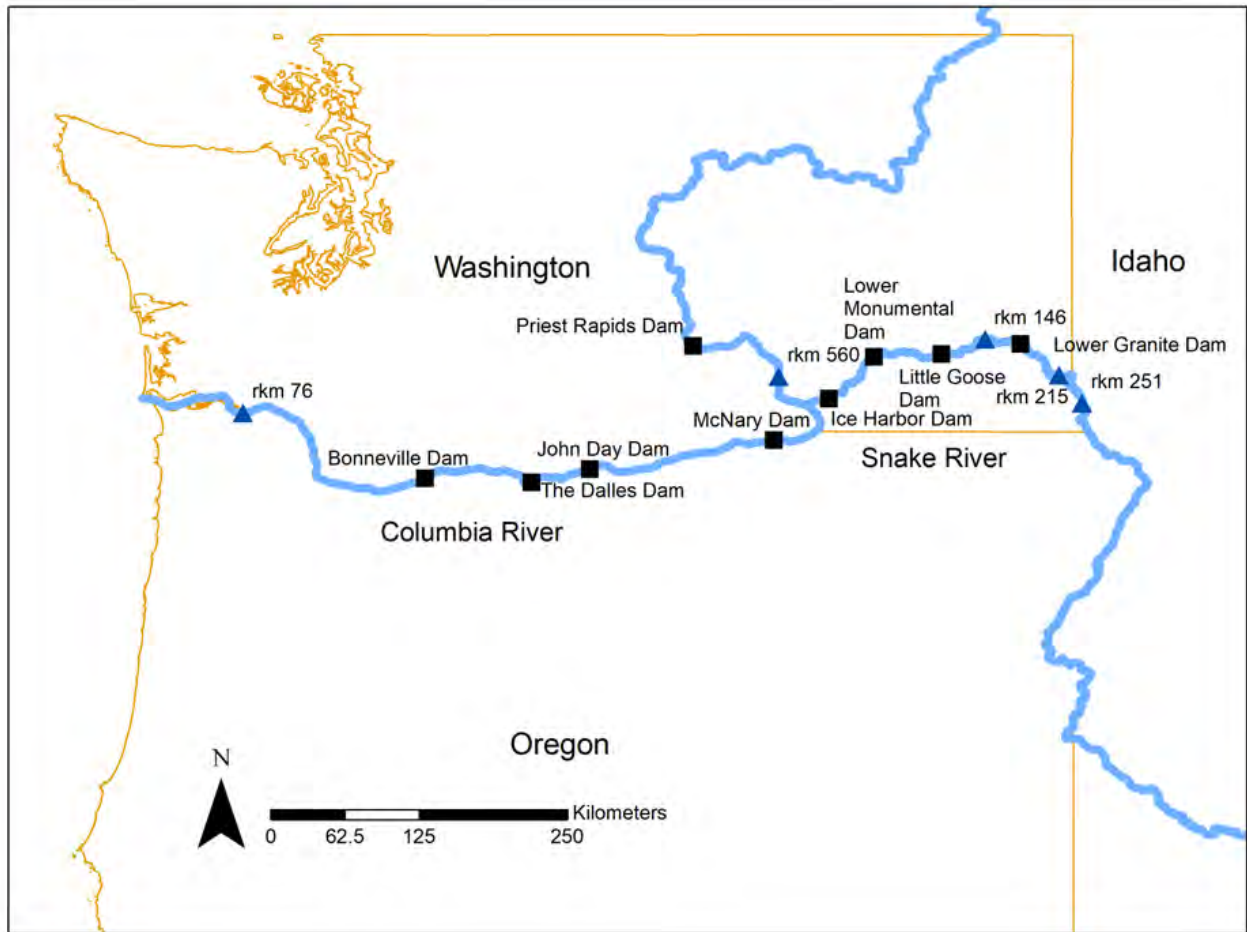 Washington
Idaho
Lower
Monumental
Dam
rkm 146
Priest Rapids Dam
Lower Granite Dam
rkm 560
Little Goose
Dam
rkm 215
rkm 251
rkm 76
McNary Dam
Ice Harbor Dam
Bonneville Dam
John Day Dam
Snake River
The Dalles Dam
Columbia River
Oregon
N
Kilometers
0 62.5 125 250